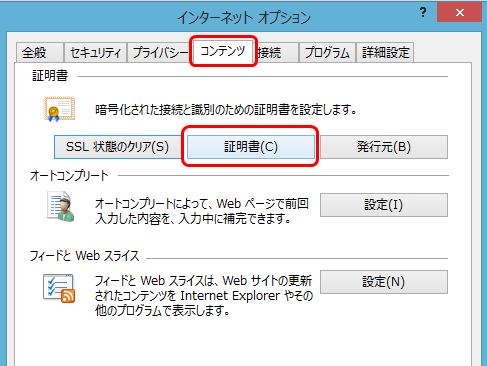 インターネット オプション
? ×
全般 セキュリティ プライバシー コンテンツ 接続 プログラム 詳細設定
証明書
暗号化された接続と識別のための証明書を設定します。
SSL 状態のクリア(S) 証明書(C) 発行元(B)
オートコンプリート
オートコンプリートによって、Web ページで前回
入力した内容を、入力中に補完できます。
設定(I)
フィードと Web スライス
フィードと Web スライスは、Web サイトの更新
されたコンテンツを Internet Explorer やその
他のプログラムで表示します。
設定(N)